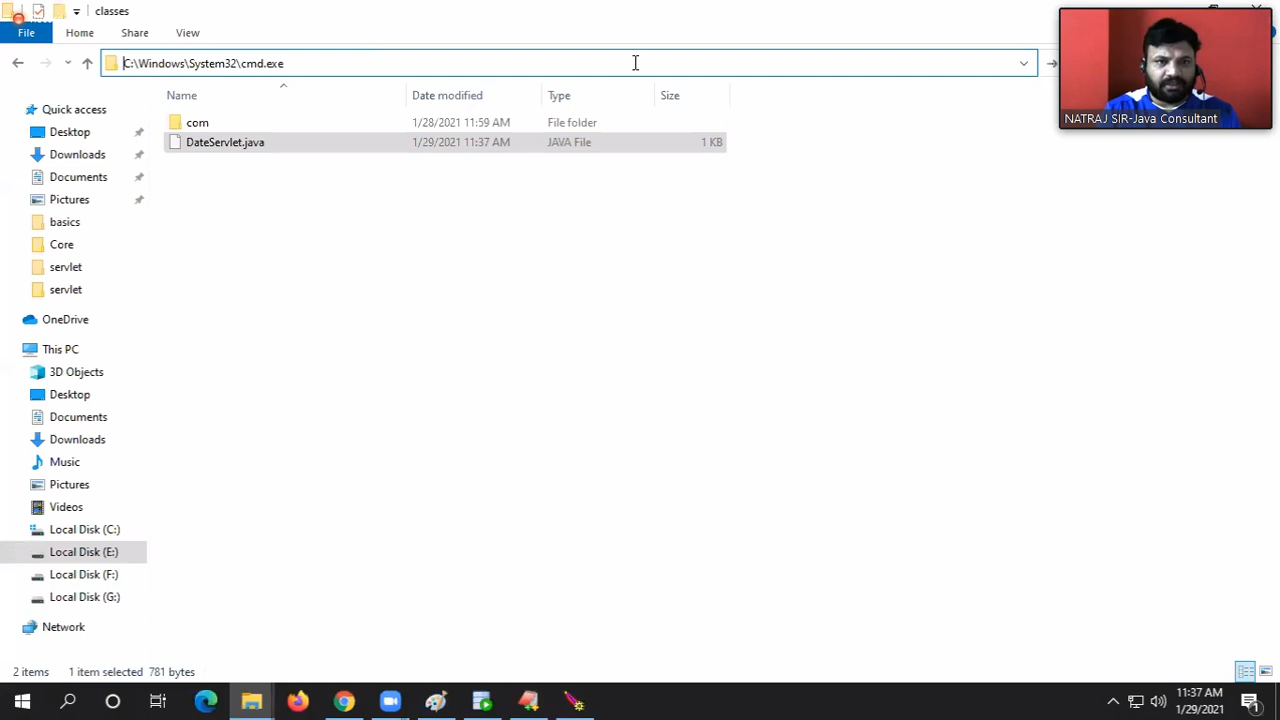 classes
File Home Share View
C:\Windows\System32\cmd.exe
NATRAJ SIR-Java Consultant
Name Date modified Type Size
com 1/28/2021 11:59 AM File folder
DateServlet.java 1/29/2021 11:37 AM JAVA File 1 KB
Quick access
Desktop
Downloads
Documents
Pictures
basics
Core
servlet
servlet
OneDrive
This PC
3D Objects
Desktop
Documents
Downloads
Music
Pictures
Videos
Local Disk (C:)
Local Disk (E:)
Local Disk (F:)
Local Disk (G:)
Network
2 items 1 item selected 781 bytes
11:37 AM
1/29/2021
1